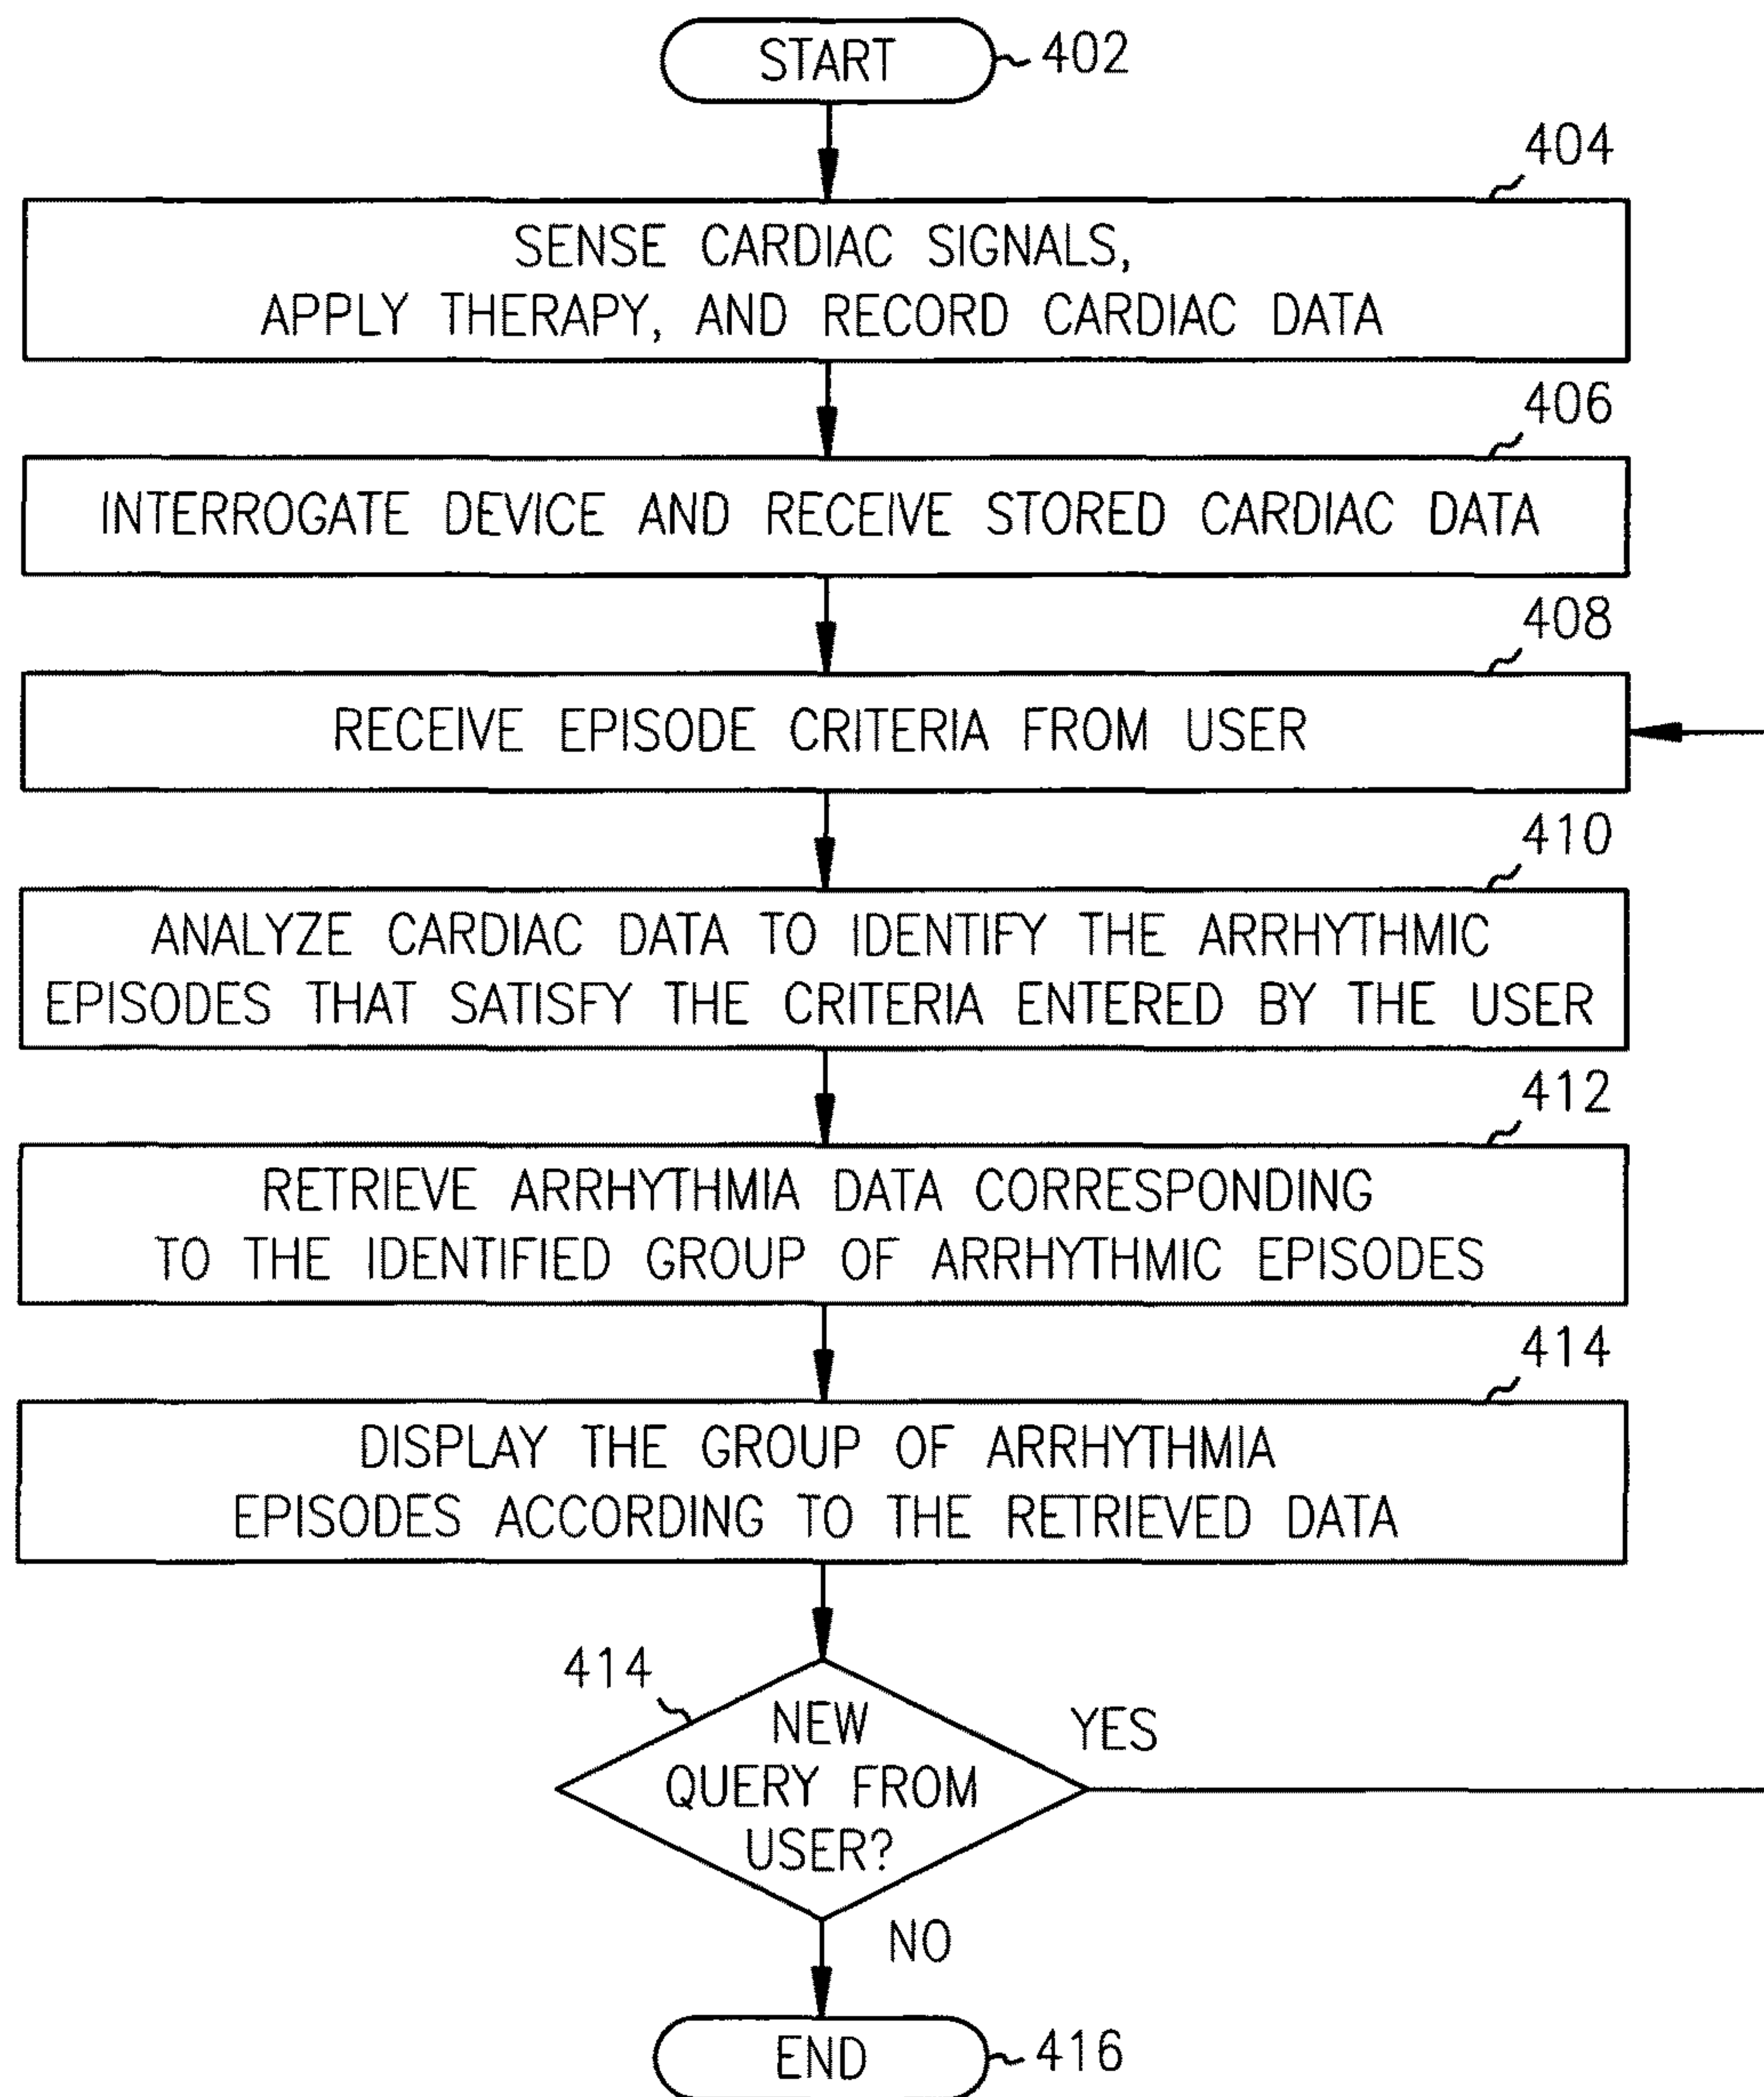 START
402
404
SENSE CARDIAC SIGNALS,
APPLY THERAPY, AND RECORD CARDIAC DATA
406
INTERROGATE DEVICE AND RECEIVE STORED CARDIAC DATA
408
RECEIVE EPISODE CRITERIA FROM USER
410
ANALYZE CARDIAC DATA TO IDENTIFY THE ARRHYTHMIC
EPISODES THAT SATISFY THE CRITERIA ENTERED BY THE USER
412
RETRIEVE ARRHYTHMIA DATA CORRESPONDING
TO THE IDENTIFIED GROUP OF ARRHYTHMIC EPISODES
414
DISPLAY THE GROUP OF ARRHYTHMIA
EPISODES ACCORDING TO THE RETRIEVED DATA
414
NEW
QUERY FROM
USER?
YES
NO
END
416